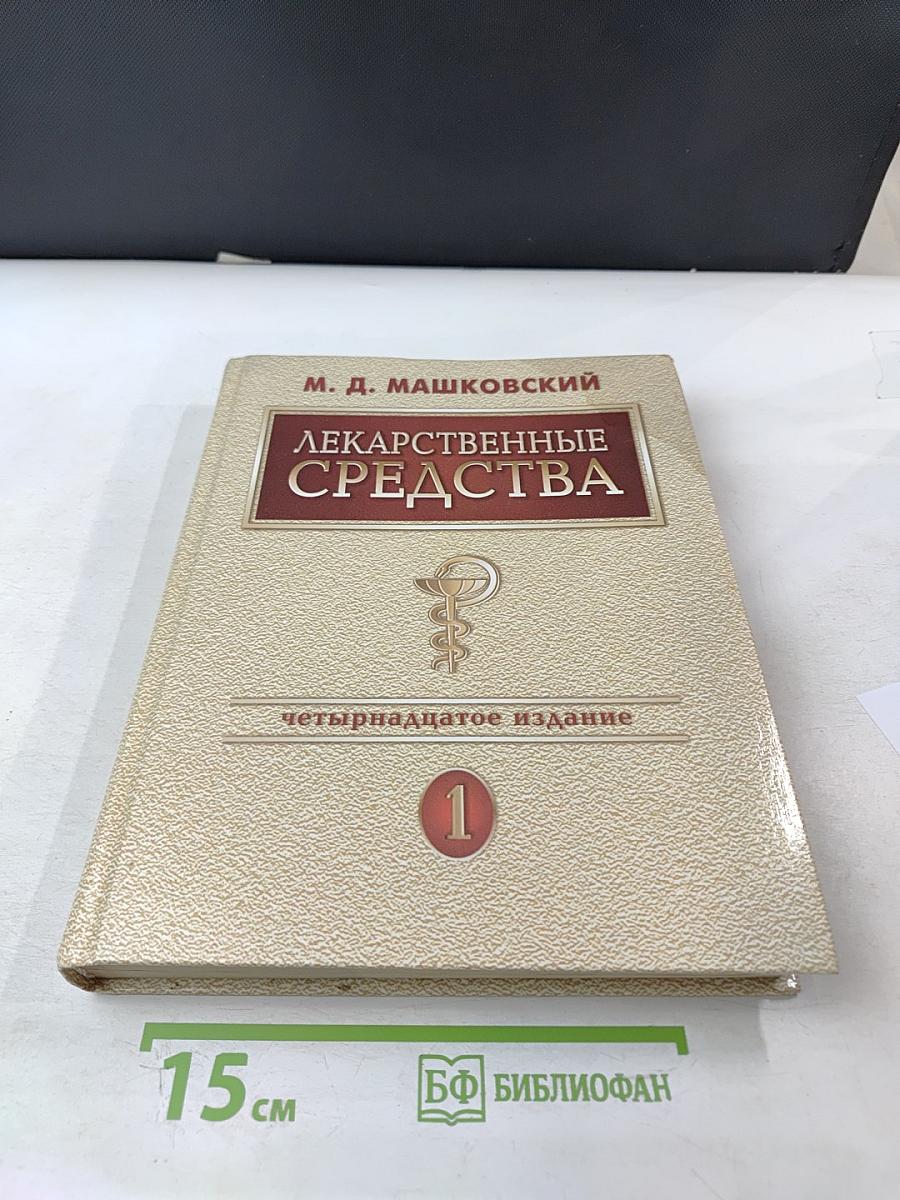 М. Д. МАШКОВСКИЙ
ЛЕКАРСТВЕННЫЕ
СРЕДСТВА
четырнадцатое издание
1
15 см
БФ БИБЛИОФАН